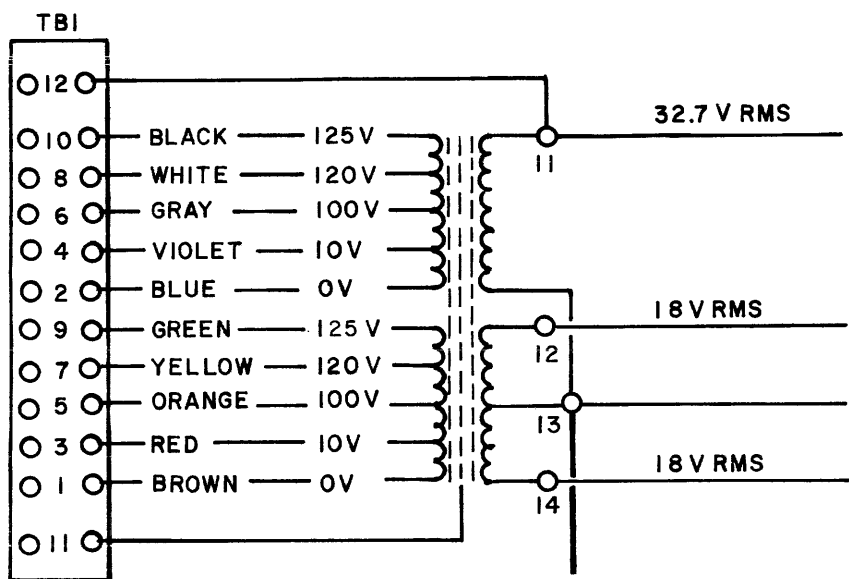 TB1
12
32.7 V RMS
10 BLACK 125V
11
8 WHITE 120V
6 GRAY 100V
4 VIOLET 10V
2 BLUE 0V
9 GREEN 125V
18V RMS
12
7 YELLOW 120V
5 ORANGE 100V
13
3 RED 10V
18V RMS
1 BROWN 0V
14
11